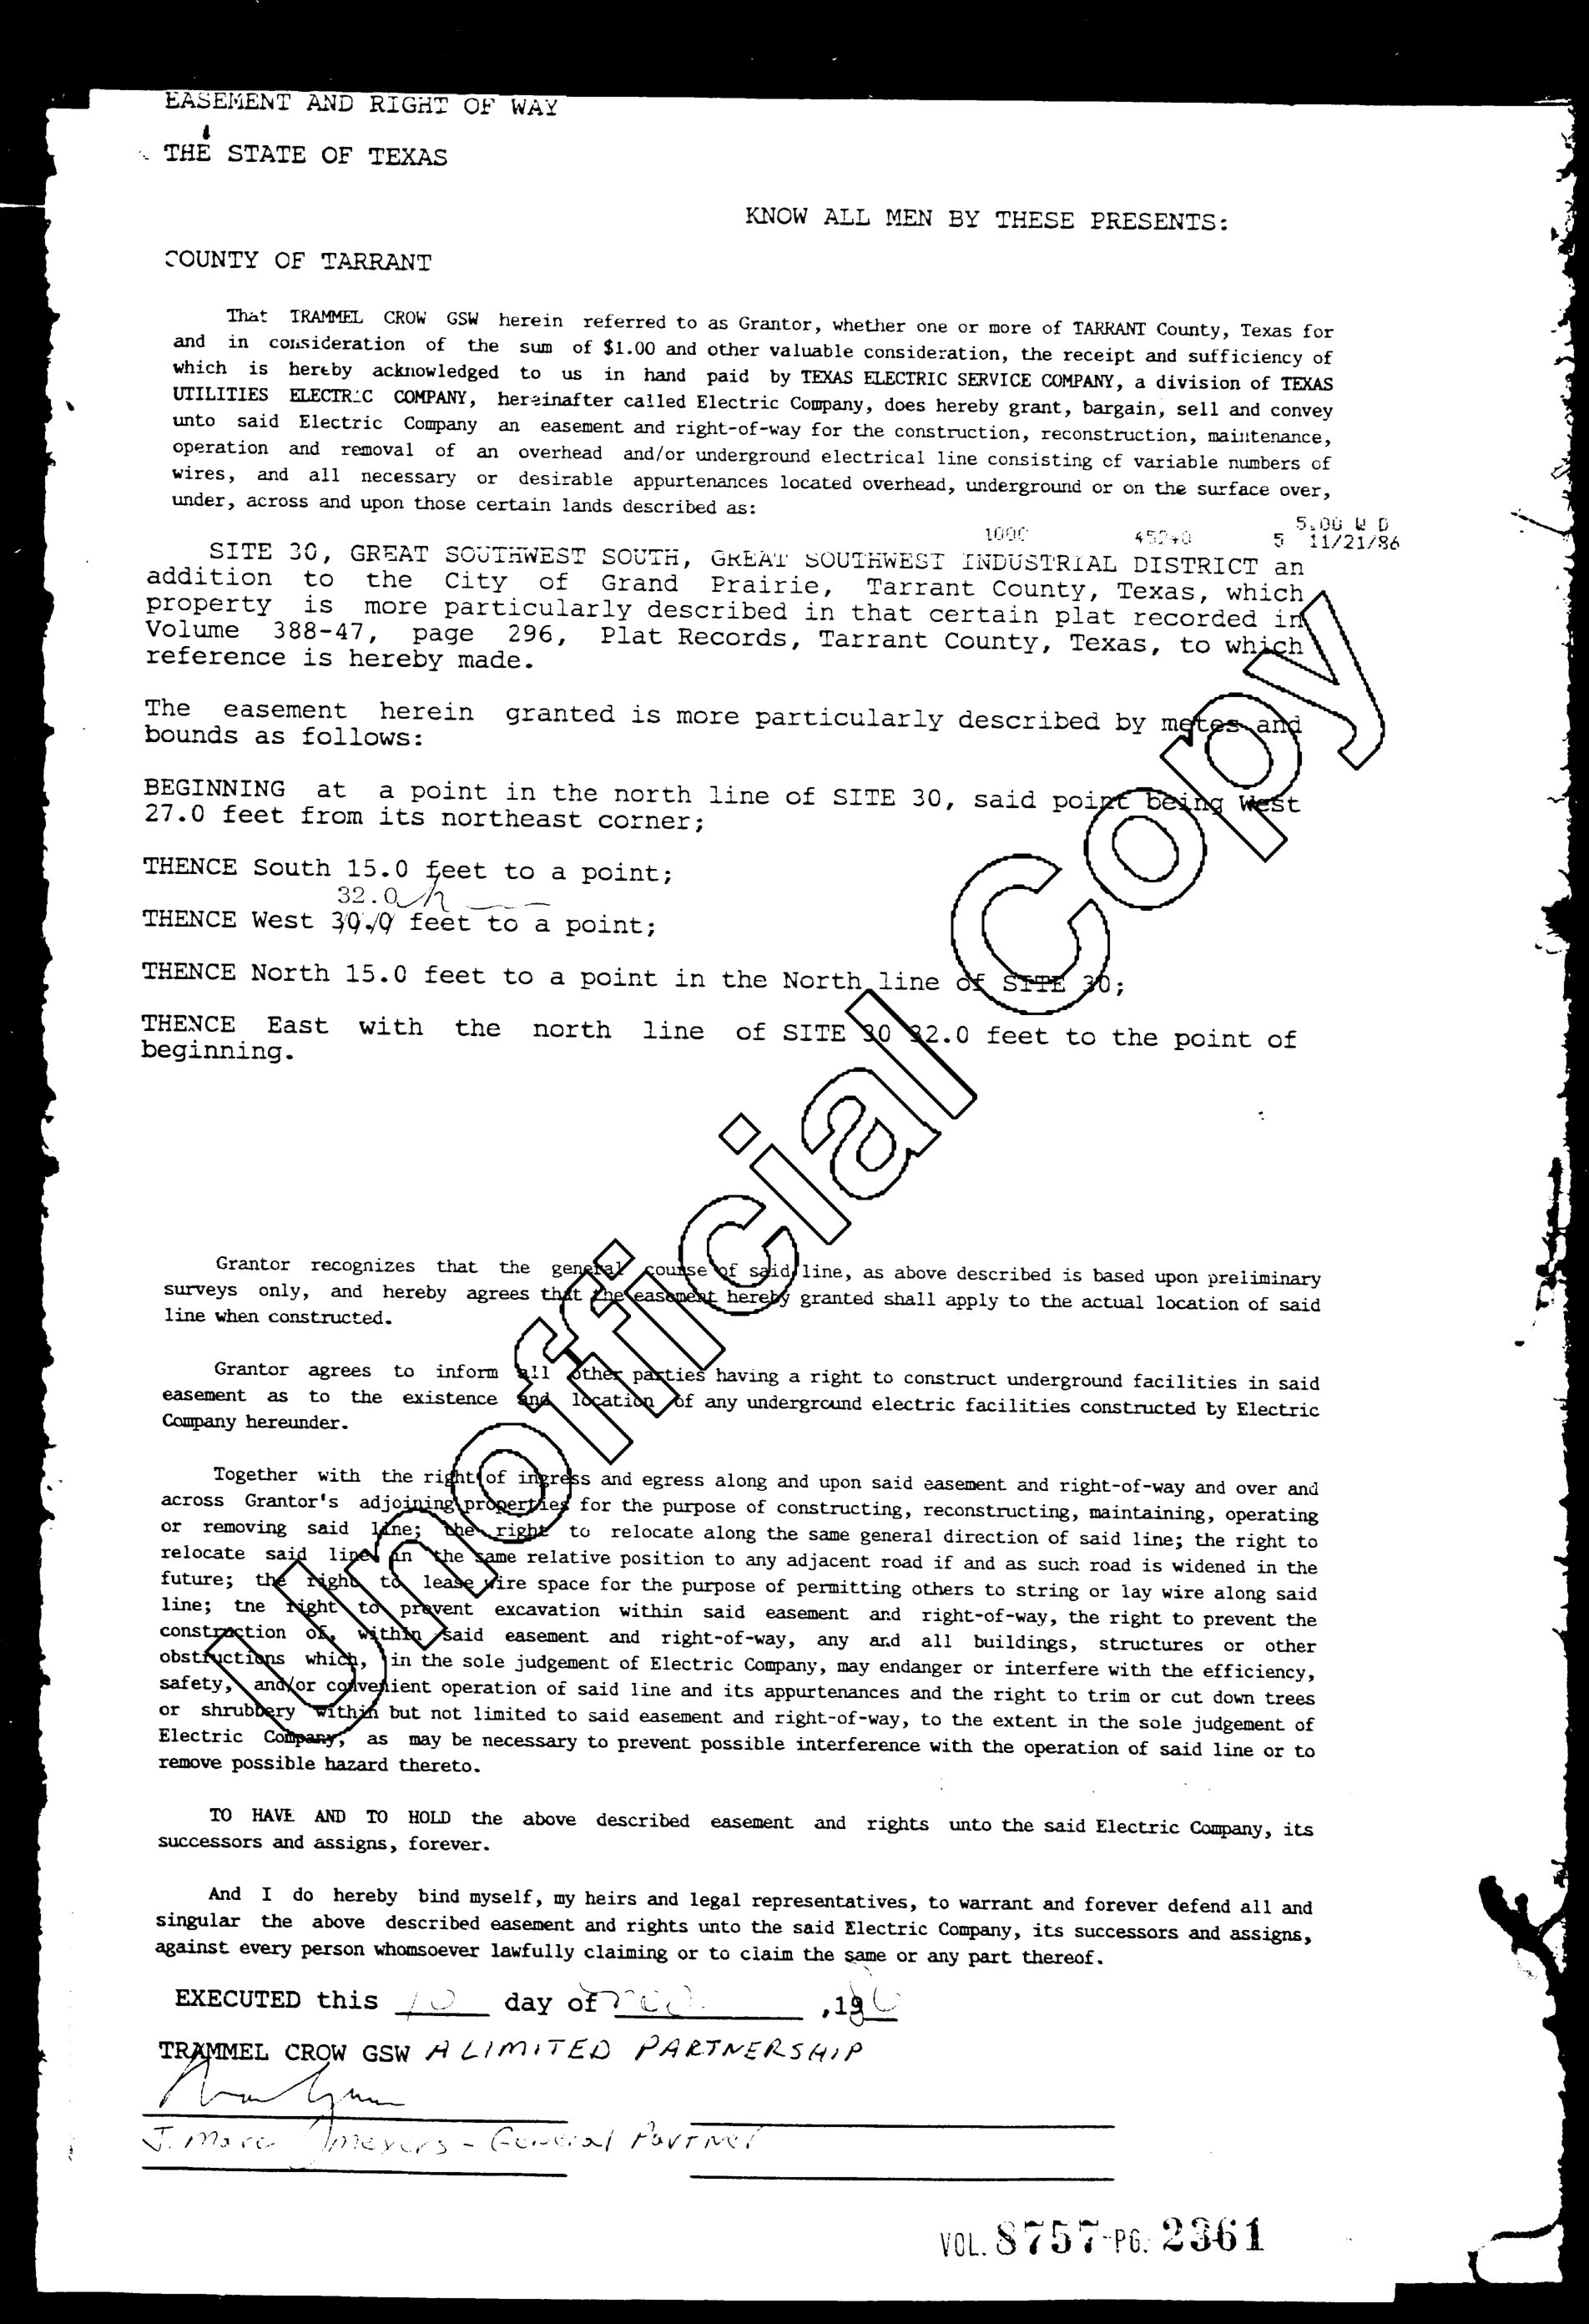 EASEMENT AND RIGHT OF WAY
THE STATE OF TEXAS
KNOW ALL MEN BY THESE PRESENTS:
COUNTY OF TARRANT
That TRAMMEL CROW GSW herein referred to as Grantor, whether one or more of TARRANT County, Texas for
and in consideration of the sum of $1.00 and other valuable consideration, the receipt and sufficiency of
which is hereby acknowledged to us in hand paid by TEXAS ELECTRIC SERVICE COMPANY, a division of TEXAS
UTILITIES ELECTRIC COMPANY, hereinafter called Electric Company, does hereby grant, bargain, sell and convey
unto said Electric Company an easement and right-of-way for the construction, reconstruction, maintenance,
operation and removal of an overhead and/or underground electrical line consisting of variable numbers of
wires, and all necessary or desirable appurtenances located overhead, underground or on the surface over,
under, across and upon those certain lands described as:
5.00 W D
5 11/21/86
SITE 30, GREAT SOUTHWEST SOUTH, GREAT SOUTHWEST INDUSTRIAL DISTRICT an
addition to the City of Grand Prairie, Tarrant County, Texas, which
property is more particularly described in that certain plat recorded in
Volume 388-47, page 296, Plat Records, Tarrant County, Texas, to which
reference is hereby made.
The easement herein granted is more particularly described by metes and
bounds as follows:
BEGINNING at a point in the north line of SITE 30, said point being West
27.0 feet from its northeast corner;
THENCE South 15.0 feet to a point;
32.0
THENCE West 30.0 feet to a point;
THENCE North 15.0 feet to a point in the North line of SITE 30;
THENCE East with the north line of SITE 30 32.0 feet to the point of
beginning.
Grantor recognizes that the general course of said line, as above described is based upon preliminary
surveys only, and hereby agrees that the easement hereby granted shall apply to the actual location of said
line when constructed.
Grantor agrees to inform all other parties having a right to construct underground facilities in said
easement as to the existence and location of any underground electric facilities constructed by Electric
Company hereunder.
Together with the right of ingress and egress along and upon said easement and right-of-way and over and
across Grantor's adjoining properties for the purpose of constructing, reconstructing, maintaining, operating
or removing said line; the right to relocate along the same general direction of said line; the right to
relocate said line in the same relative position to any adjacent road if and as such road is widened in the
future; the right to lease wire space for the purpose of permitting others to string or lay wire along said
line; the right to prevent excavation within said easement and right-of-way, the right to prevent the
construction of, within said easement and right-of-way, any and all buildings, structures or other
obstructions which, in the sole judgement of Electric Company, may endanger or interfere with the efficiency,
safety, and/or convenient operation of said line and its appurtenances and the right to trim or cut down trees
or shrubbery within but not limited to said easement and right-of-way, to the extent in the sole judgement of
Electric Company, as may be necessary to prevent possible interference with the operation of said line or to
remove possible hazard thereto.
TO HAVE AND TO HOLD the above described easement and rights unto the said Electric Company, its
successors and assigns, forever.
And I do hereby bind myself, my heirs and legal representatives, to warrant and forever defend all and
singular the above described easement and rights unto the said Electric Company, its successors and assigns,
against every person whomsoever lawfully claiming or to claim the same or any part thereof.
EXECUTED this 10 day of ,1986
TRAMMEL CROW GSW A LIMITED PARTNERSHIP
J. Marc Meyers - General Partner
VOL. 8757 PG. 2361
Unofficial Copy